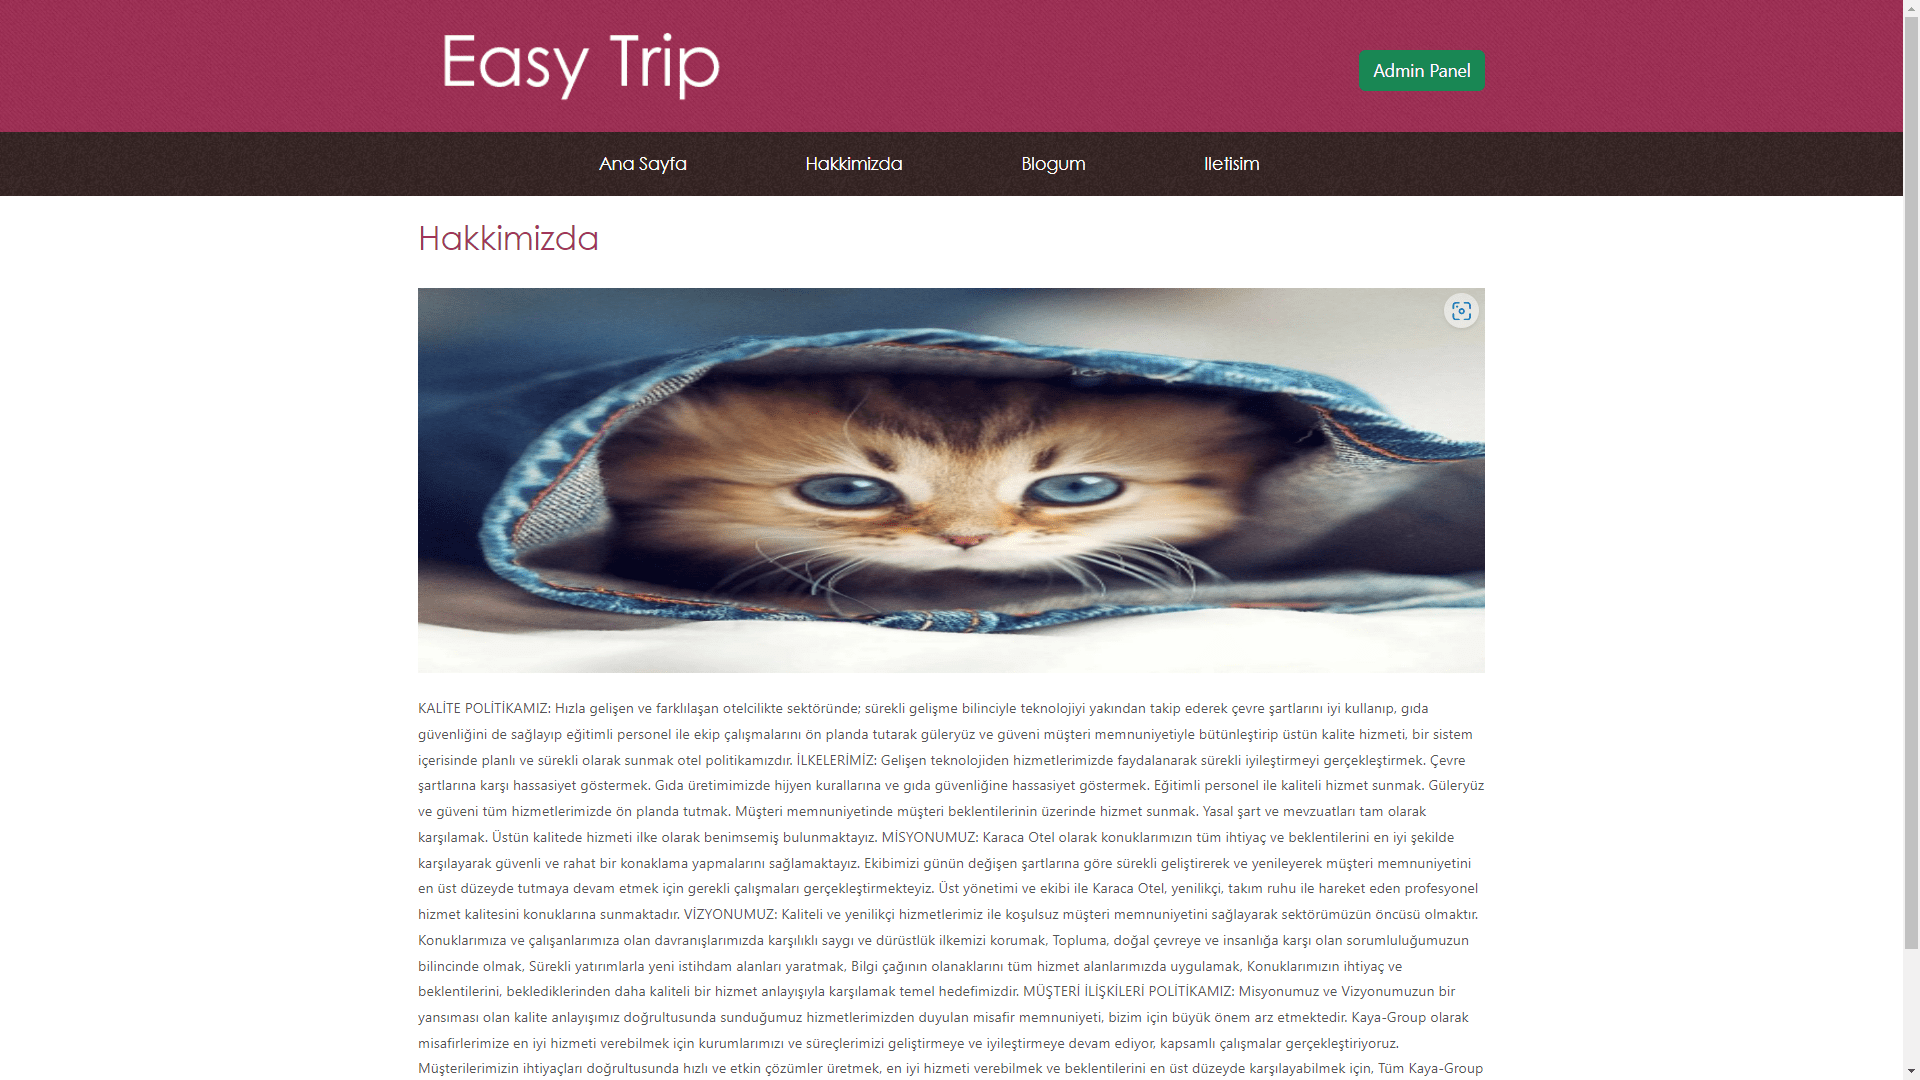 Easy Trip
Admin Panel
Ana Sayfa
Hakkimizda
Blogum
Iletisim
Hakkimizda
KALİTE POLİTİKAMIZ: Hızla gelişen ve farklılaşan otelcilikte sektöründe; sürekli gelişme bilinciyle teknolojiyi yakından takip ederek çevre şartlarını iyi kullanıp, gıda
güvenliğini de sağlayıp eğitimli personel ile ekip çalışmalarını ön planda tutarak güleryüz ve güveni müşteri memnuniyetiyle bütünleştirip üstün kalite hizmeti, bir sistem
içerisinde planlı ve sürekli olarak sunmak otel politikamızdır. İLKELERİMİZ: Gelişen teknolojiden hizmetlerimizde faydalanarak sürekli iyileştirmeyi gerçekleştirmek. Çevre
şartlarına karşı hassasiyet göstermek. Gıda üretimimizde hijyen kurallarına ve gıda güvenliğine hassasiyet göstermek. Eğitimli personel ile kaliteli hizmet sunmak. Güleryüz
ve güveni tüm hizmetlerimizde ön planda tutmak. Müşteri memnuniyetinde müşteri beklentilerinin üzerinde hizmet sunmak. Yasal şart ve mevzuatları tam olarak
karşılamak. Üstün kalitede hizmeti ilke olarak benimsemiş bulunmaktayız. MİSYONUMUZ: Karaca Otel olarak konuklarımızın tüm ihtiyaç ve beklentilerini en iyi şekilde
karşılayarak güvenli ve rahat bir konaklama yapmalarını sağlamaktayız. Ekibimizi günün değişen şartlarına göre sürekli geliştirerek ve yenileyerek müşteri memnuniyetini
en üst düzeyde tutmaya devam etmek için gerekli çalışmaları gerçekleştirmekteyiz. Üst yönetimi ve ekibi ile Karaca Otel, yenilikçi, takım ruhu ile hareket eden profesyonel
hizmet kalitesini konuklarına sunmaktadır. VİZYONUMUZ: Kaliteli ve yenilikçi hizmetlerimiz ile koşulsuz müşteri memnuniyetini sağlayarak sektörümüzün öncüsü olmaktır.
Konuklarımıza ve çalışanlarımıza olan davranışlarımızda karşılıklı saygı ve dürüstlük ilkemizi korumak, Topluma, doğal çevreye ve insanlığa karşı olan sorumluluğumuzun
bilincinde olmak, Sürekli yatırımlarla yeni istihdam alanları yaratmak, Bilgi çağının olanaklarını tüm hizmet alanlarımızda uygulamak, Konuklarımızın ihtiyaç ve
beklentilerini, beklediklerinden daha kaliteli bir hizmet anlayışıyla karşılamak temel hedefimizdir. MÜŞTERİ İLİŞKİLERİ POLİTİKAMIZ: Misyonumuz ve Vizyonumuzun bir
yansıması olan kalite anlayışımız doğrultusunda sunduğumuz hizmetlerimizden duyulan misafir memnuniyeti, bizim için büyük önem arz etmektedir. Kaya-Group olarak
misafirlerimize en iyi hizmeti verebilmek için kurumlarımızı ve süreçlerimizi geliştirmeye ve iyileştirmeye devam ediyor, kapsamlı çalışmalar gerçekleştiriyoruz.
Müşterilerimizin ihtiyaçları doğrultusunda hızlı ve etkin çözümler üretmek, en iyi hizmeti verebilmek ve beklentilerini en üst düzeyde karşılayabilmek için, Tüm Kaya-Group